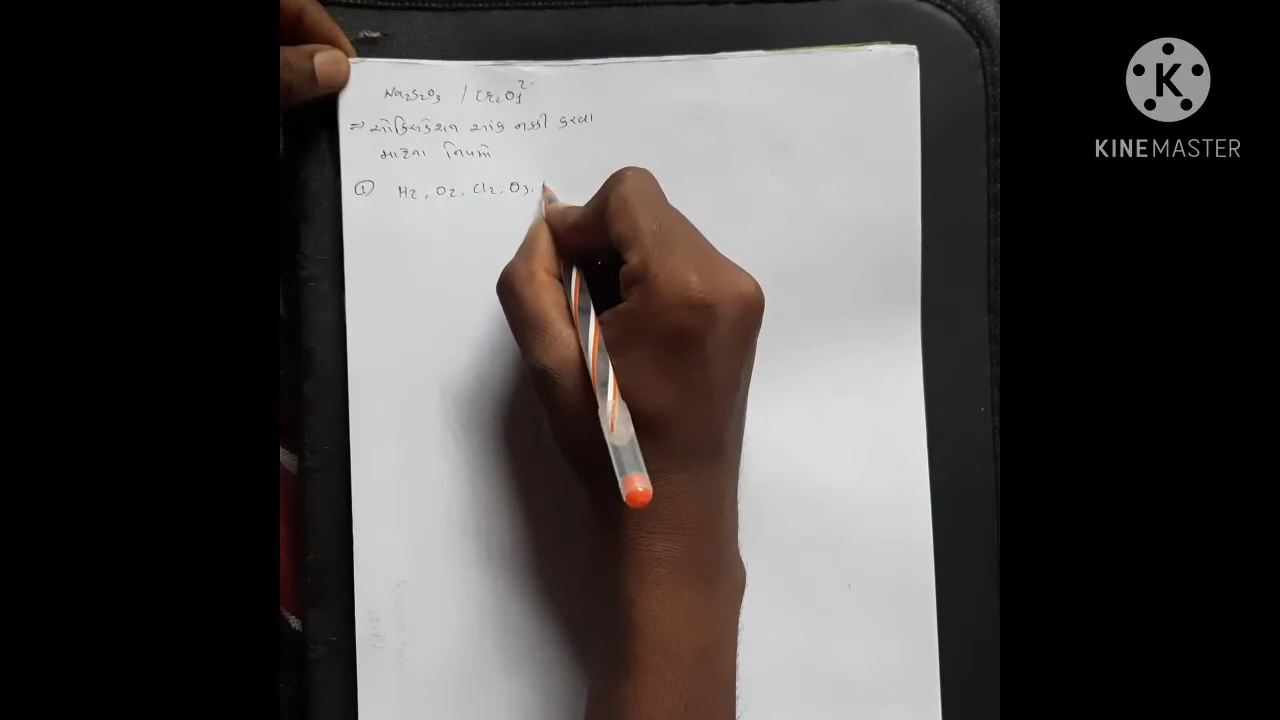 Na2S2O3 / Cr2O7 2-
⇒ ઓક્સિડેશન આંક નક્કી કરવા
માટેના નિયમો
① H2, O2, Cl2, O3,
K
KINEMASTER